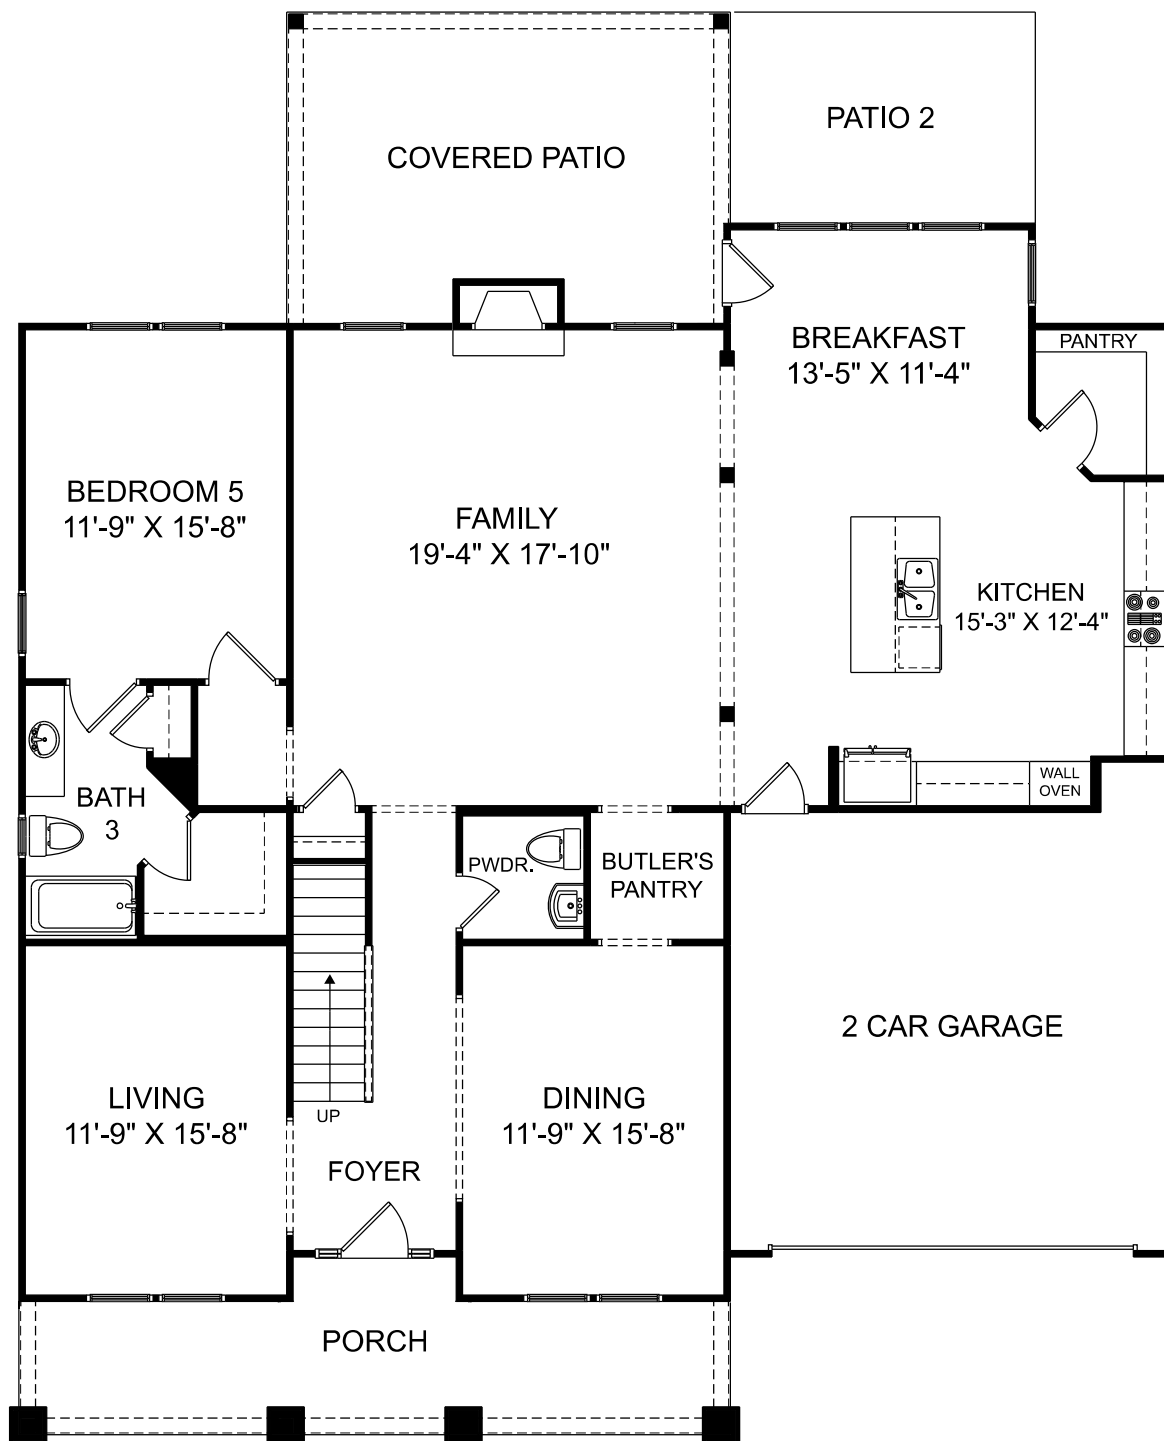 PATIO 2
COVERED PATIO
BREAKFAST
13'-5" X 11'-4"
PANTRY
BEDROOM 5
11'-9" X 15'-8"
FAMILY
19'-4" X 17'-10"
KITCHEN
15'-3" X 12'-4"
WALL
OVEN
BATH
3
PWDR.
BUTLER'S
PANTRY
2 CAR GARAGE
LIVING
11'-9" X 15'-8"
UP
DINING
11'-9" X 15'-8"
FOYER
PORCH